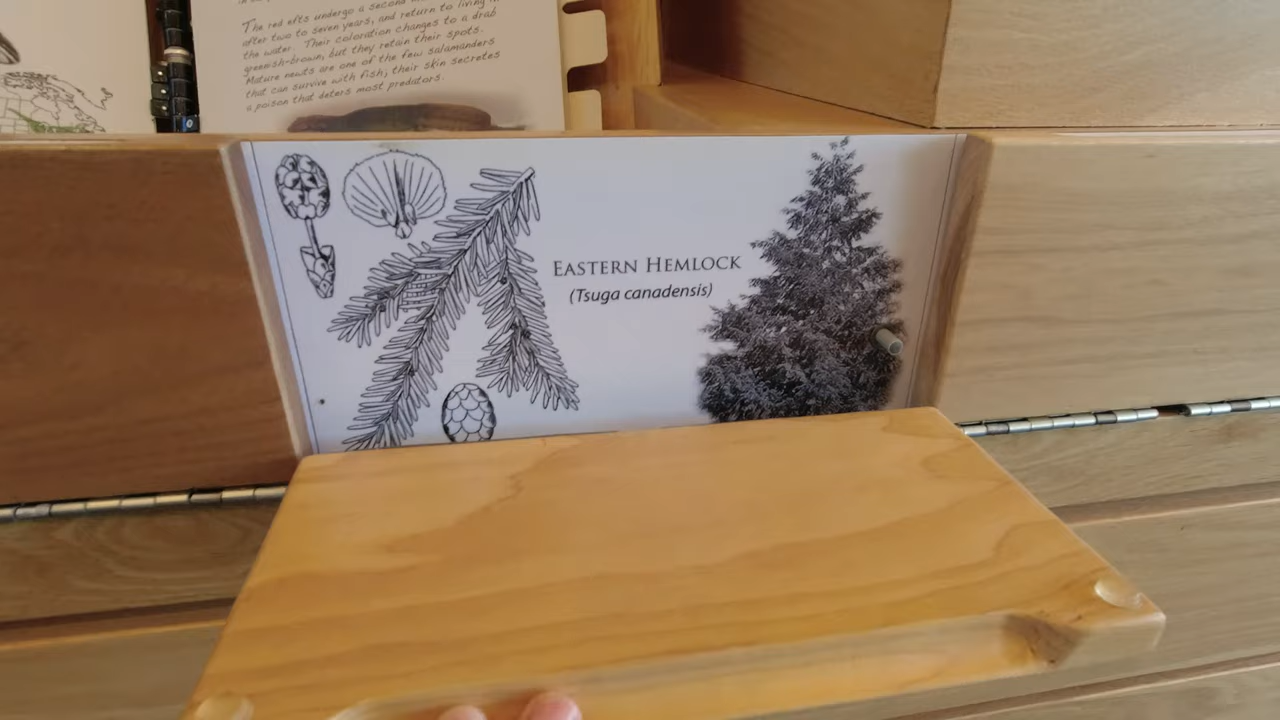 The red efts undergo a second
after two to seven years, and return to living in
the water. Their coloration changes to a drab
greenish-brown, but they retain their spots.
Mature newts are one of the few salamanders
that can survive with fish; their skin secretes
a poison that deters most predators.
EASTERN HEMLOCK
(Tsuga canadensis)